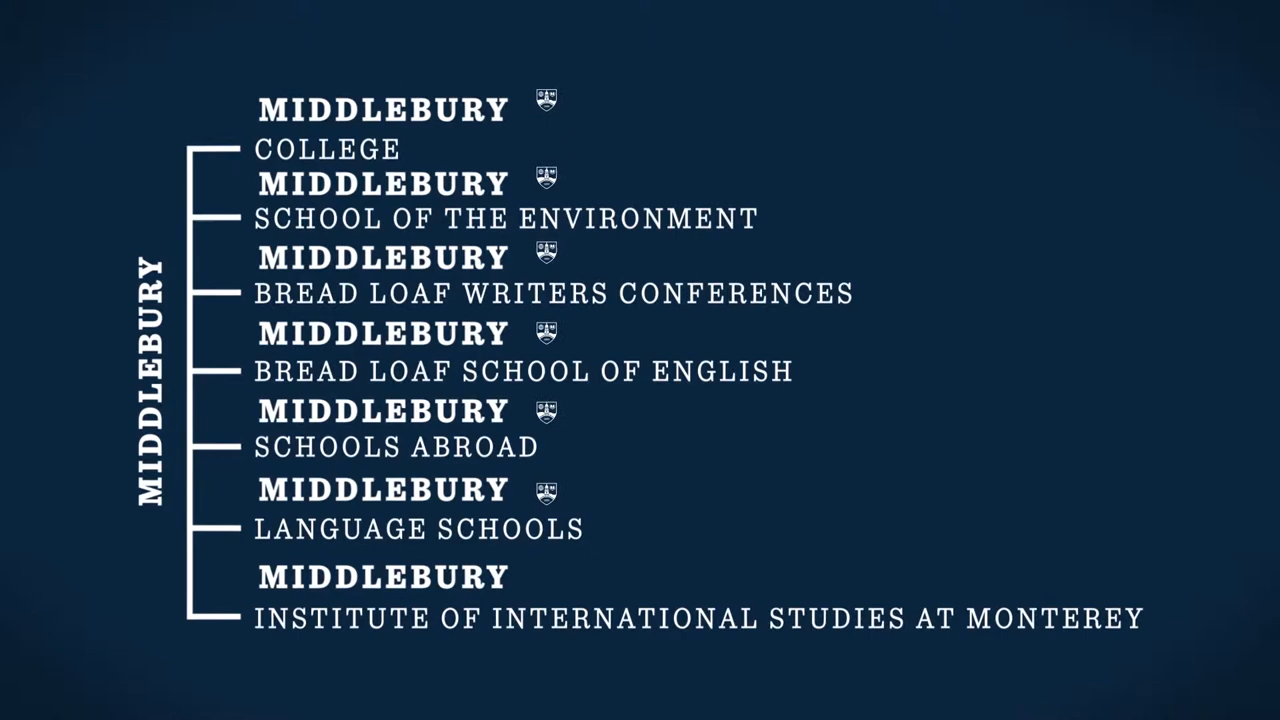 MIDDLEBURY
MIDDLEBURY
COLLEGE
MIDDLEBURY
SCHOOL OF THE ENVIRONMENT
MIDDLEBURY
BREAD LOAF WRITERS CONFERENCES
MIDDLEBURY
BREAD LOAF SCHOOL OF ENGLISH
MIDDLEBURY
SCHOOLS ABROAD
MIDDLEBURY
LANGUAGE SCHOOLS
MIDDLEBURY
INSTITUTE OF INTERNATIONAL STUDIES AT MONTEREY